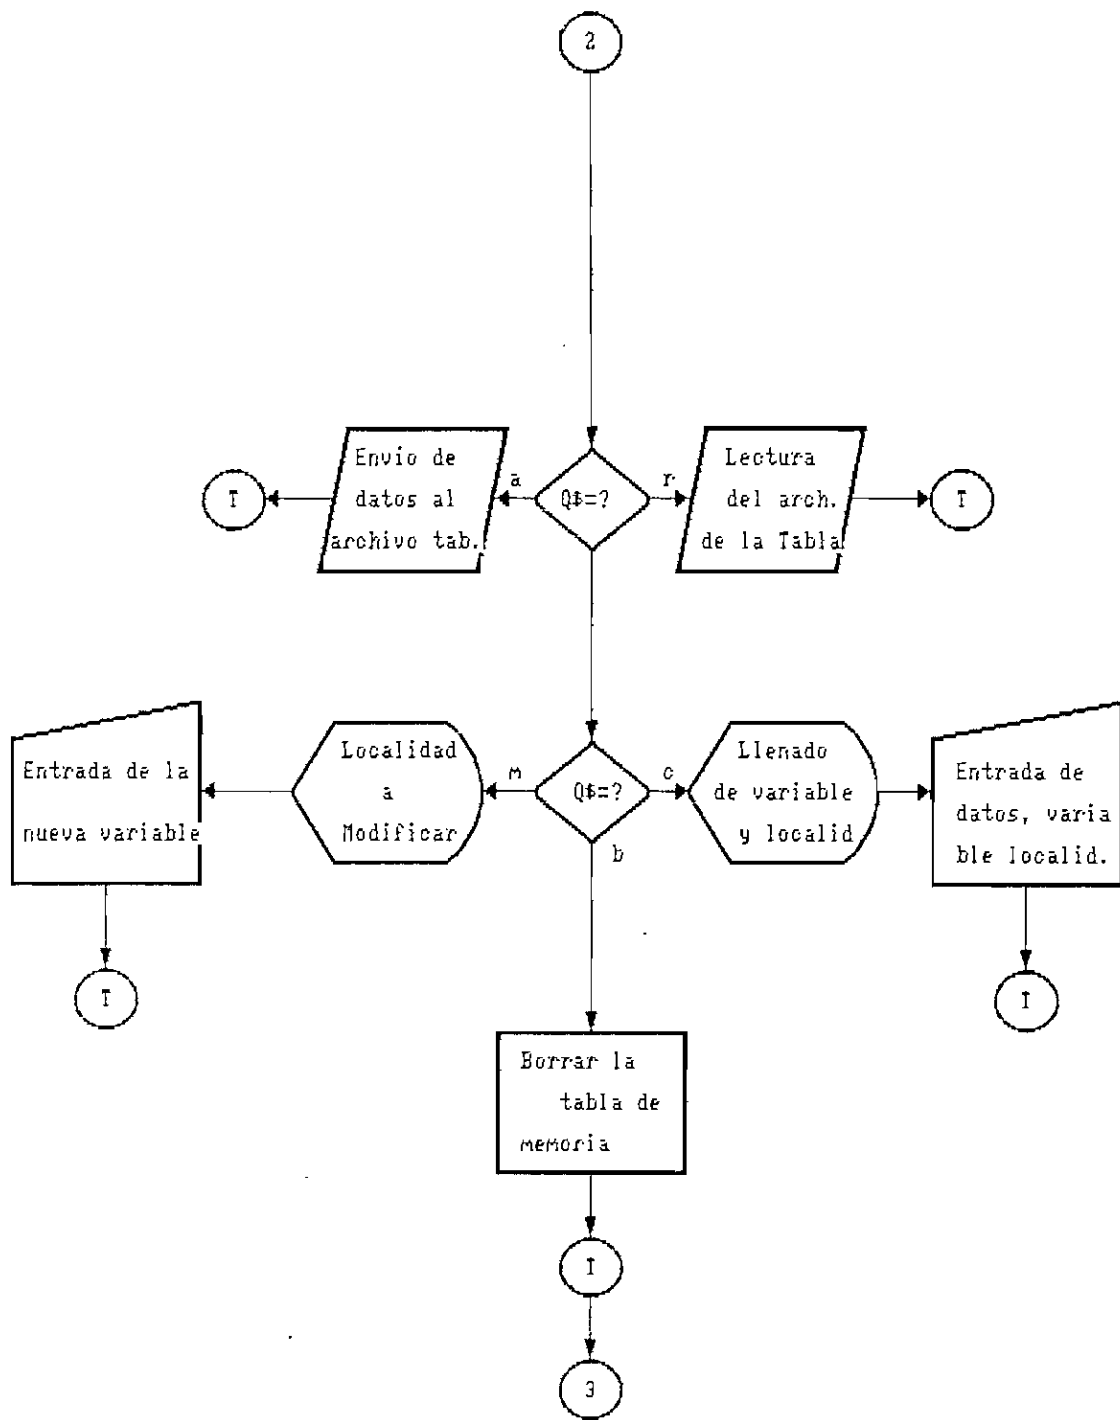 2
Envio de
datos al
archivo tab.
T
a
Q$=?
r
Lectura
del arch.
de la Tabla
T
Entrada de la
nueva variable
Localidad
a
Modificar
m
Q$=?
c
b
Llenado
de variable
y localid
Entrada de
datos, varia
ble localid.
T
T
Borrar la
tabla de
memoria
T
3